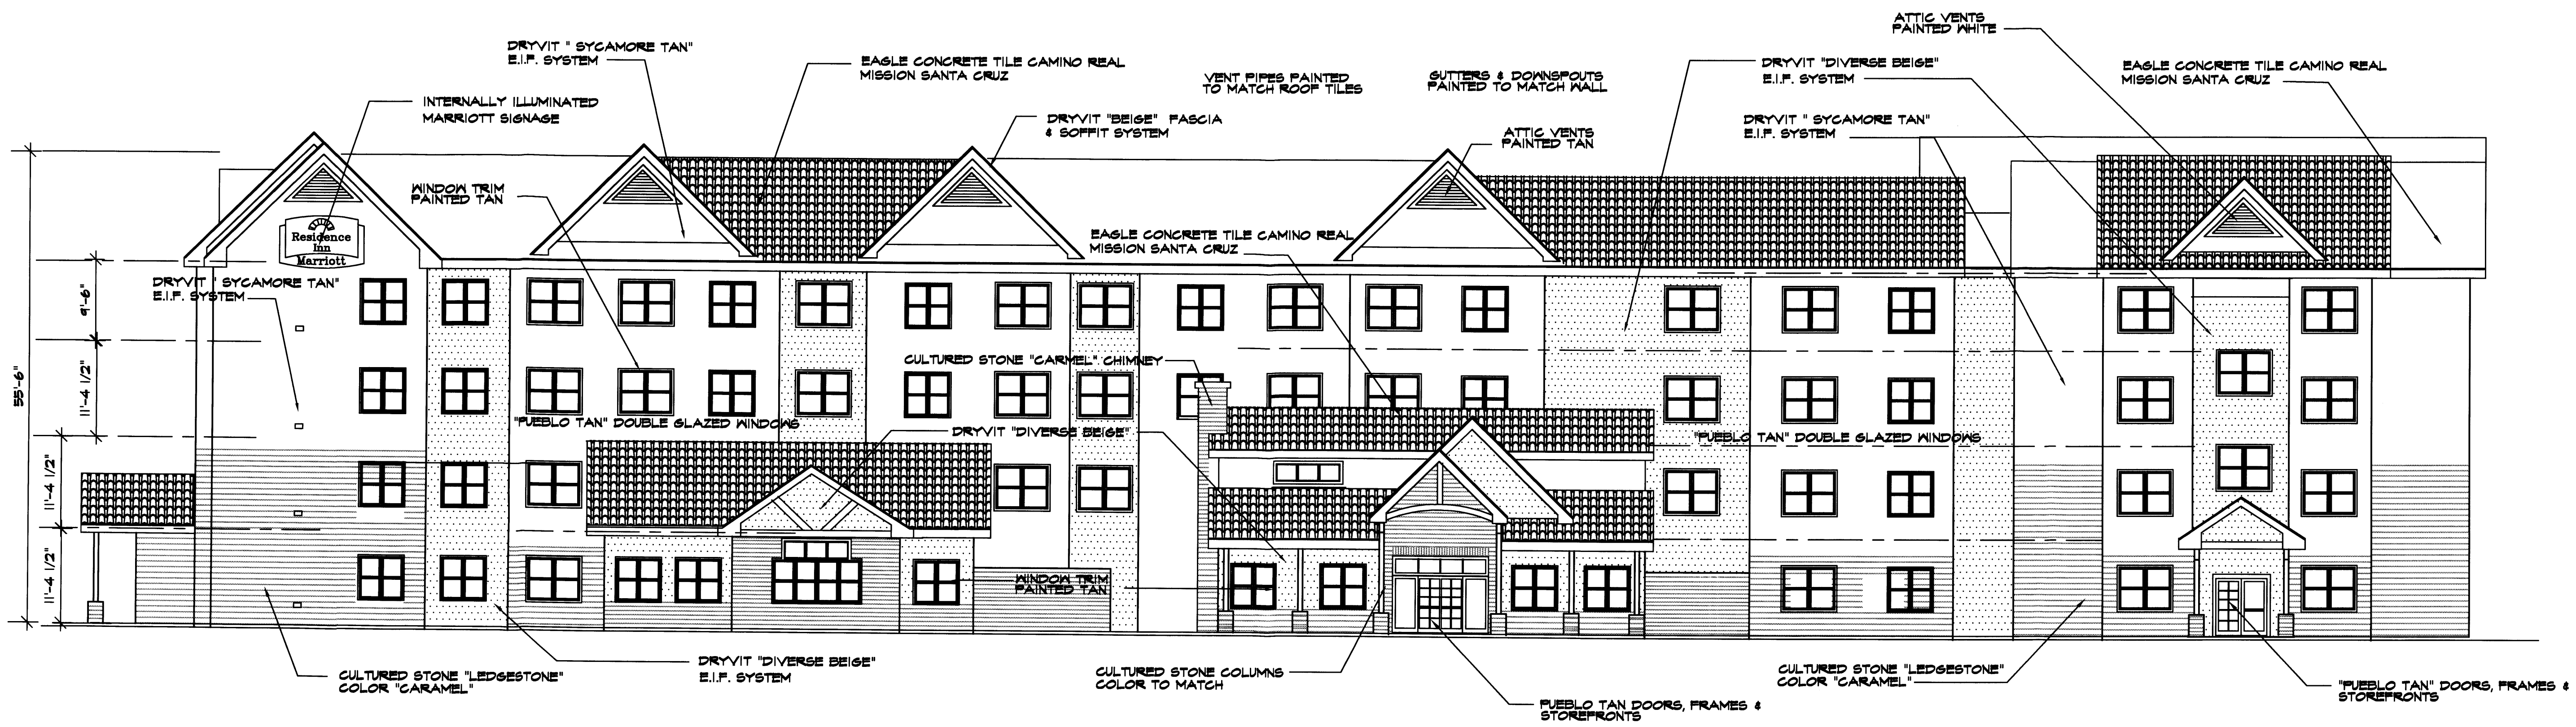 ATTIC VENTS
PAINTED WHITE
DRYVIT " SYCAMORE TAN"
E.I.F. SYSTEM
EAGLE CONCRETE TILE CAMINO REAL
MISSION SANTA CRUZ
VENT PIPES PAINTED
TO MATCH ROOF TILES
GUTTERS & DOWNSPOUTS
PAINTED TO MATCH WALL
DRYVIT "DIVERSE BEIGE"
E.I.F. SYSTEM
EAGLE CONCRETE TILE CAMINO REAL
MISSION SANTA CRUZ
INTERNALLY ILLUMINATED
MARRIOTT SIGNAGE
DRYVIT "BEIGE" FASCIA
& SOFFIT SYSTEM
ATTIC VENTS
PAINTED TAN
DRYVIT " SYCAMORE TAN"
E.I.F. SYSTEM
WINDOW TRIM
PAINTED TAN
Residence
Inn
Marriott
EAGLE CONCRETE TILE CAMINO REAL
MISSION SANTA CRUZ
DRYVIT " SYCAMORE TAN"
E.I.F. SYSTEM
9'-6"
55'-6"
11'-4 1/2"
11'-4 1/2"
11'-4 1/2"
CULTURED STONE "CARMEL" CHIMNEY
"PUEBLO TAN" DOUBLE GLAZED WINDOWS
DRYVIT "DIVERSE BEIGE"
"PUEBLO TAN" DOUBLE GLAZED WINDOWS
WINDOW TRIM
PAINTED TAN
CULTURED STONE "LEDGESTONE"
COLOR "CARAMEL"
DRYVIT "DIVERSE BEIGE"
E.I.F. SYSTEM
CULTURED STONE COLUMNS
COLOR TO MATCH
PUEBLO TAN DOORS, FRAMES &
STOREFRONTS
CULTURED STONE "LEDGESTONE"
COLOR "CARAMEL"
"PUEBLO TAN" DOORS, FRAMES &
STOREFRONTS